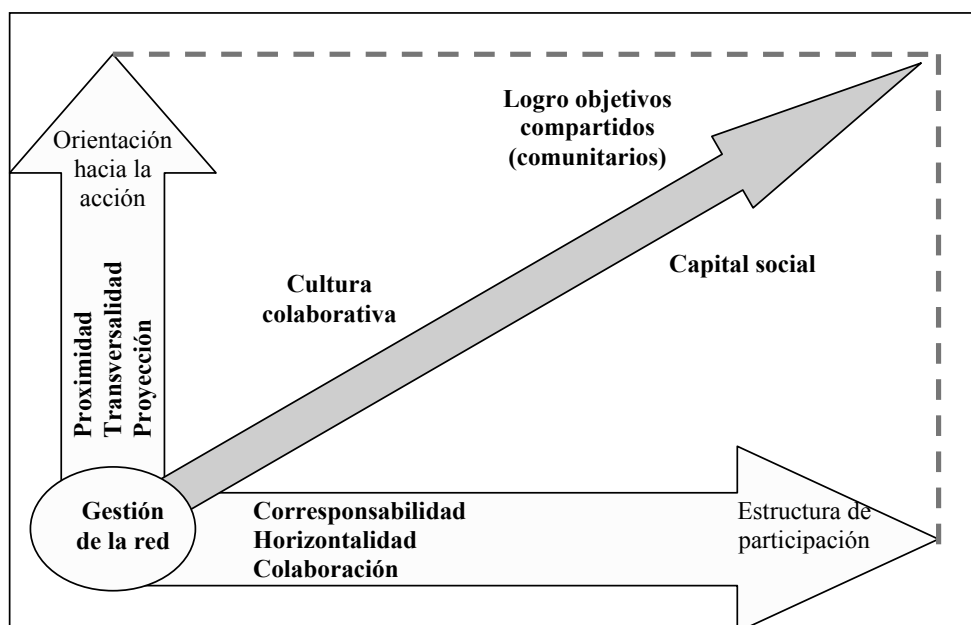 Logro objetivos
compartidos
(comunitarios)
Orientación
hacia la
acción
Capital social
Cultura
colaborativa
Proximidad
Transversalidad
Proyección
Gestión
de la red
Corresponsabilidad
Horizontalidad
Colaboración
Estructura de
participación